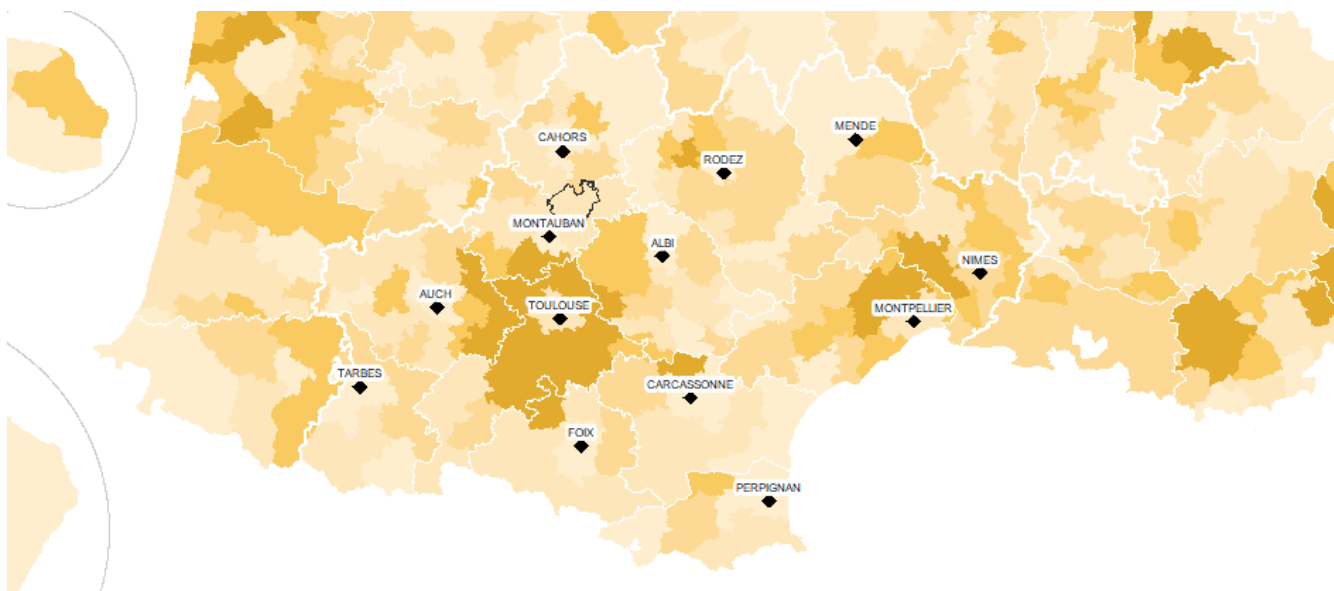 MENDE
CAHORS
RODEZ
MONTAUBAN
ALBI
NIMES
AUCH
TOULOUSE
MONTPELLIER
TARBES
CARCASSONNE
FOIX
PERPIGNAN